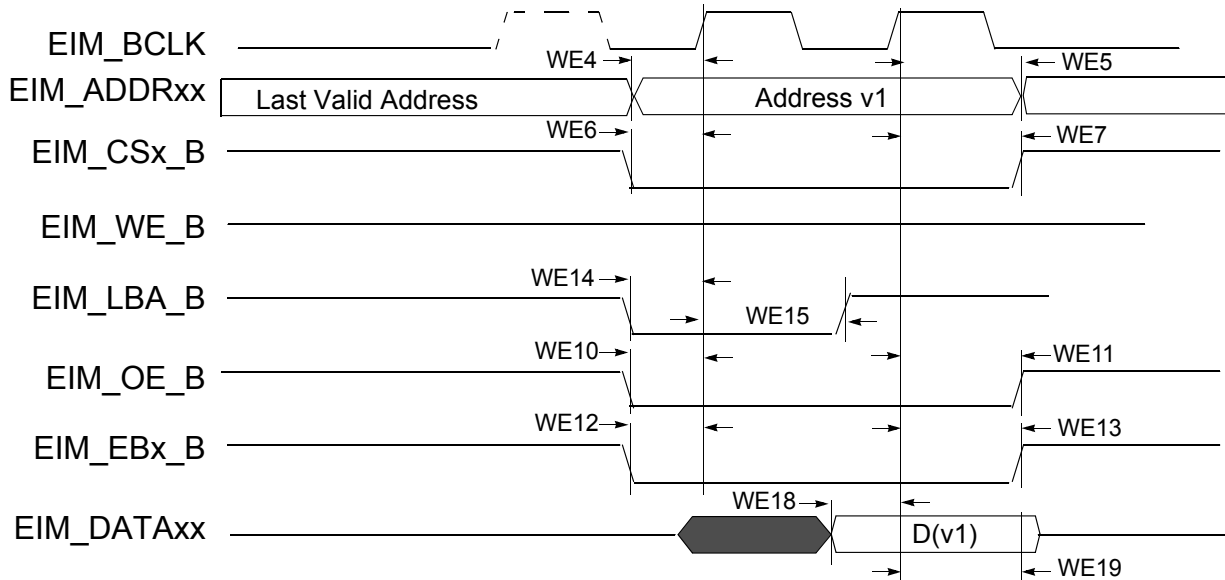 EIM_BCLK
WE4
WE5
EIM_ADDRxx
Last Valid Address
Address v1
WE6
WE7
EIM_CSx_B
EIM_WE_B
WE14
EIM_LBA_B
WE15
WE10
WE11
EIM_OE_B
WE12
WE13
EIM_EBx_B
WE18
EIM_DATAxx
D(v1)
WE19